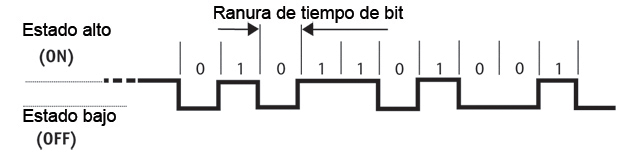 Ranura de tiempo de bit
Estado alto
(ON)
0 1 0 1 1 0 1 0 0 1
Estado bajo
(OFF)